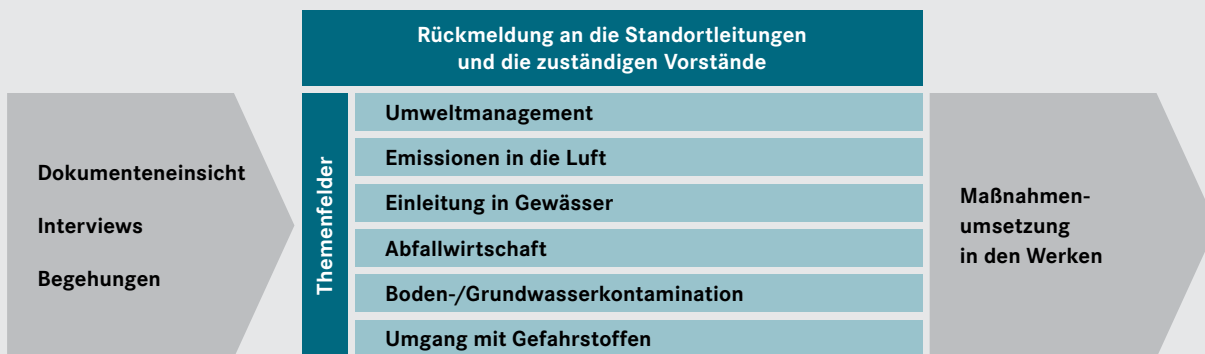 Rückmeldung an die Standortleitungen
und die zuständigen Vorstände
Dokumenteneinsicht
Interviews
Begehungen
Themenfelder
Umweltmanagement
Emissionen in die Luft
Einleitung in Gewässer
Abfallwirtschaft
Boden-/Grundwasserkontamination
Umgang mit Gefahrstoffen
Maßnahmen-
umsetzung
in den Werken